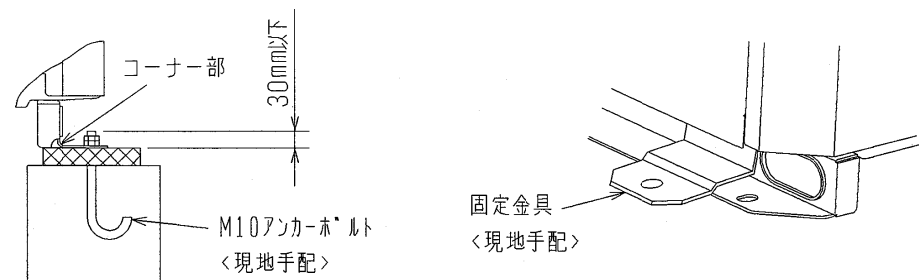 コーナー部
30mm以下
M10アンカーボルト
<現地手配>
固定金具
<現地手配>